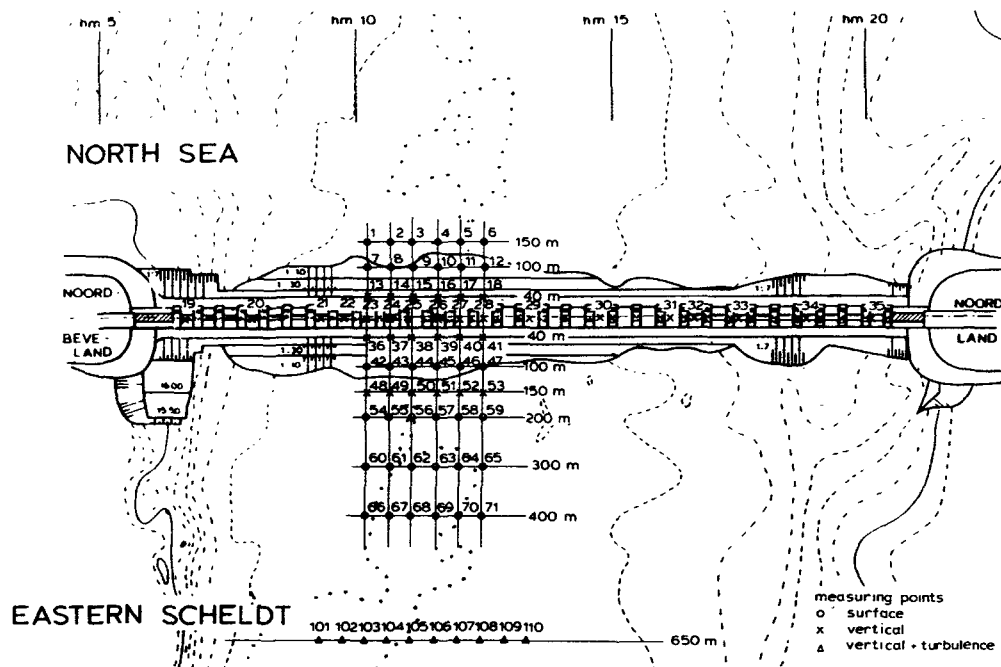 hm 5 hm 10 hm 15 hm 20
NORTH SEA
1 2 3 4 5 6
150 m
7 8 9 10 11 12
100 m
13 14 15 16 17 18
40 m
NOORD
BEVE-
LAND
NOORD
LAND
19 20 21 22 23 28 30 31 32 33 34 35
40 m
36 37 38 39 40 41
42 43 44 45 46 47
100 m
48 49 50 51 52 53
150 m
54 55 56 57 58 59
200 m
60 61 62 63 64 65
300 m
66 67 68 69 70 71
400 m
EASTERN SCHELDT
101 102 103 104 105 106 107 108 109 110
650 m
measuring points
o surface
x vertical
△ vertical + turbulence